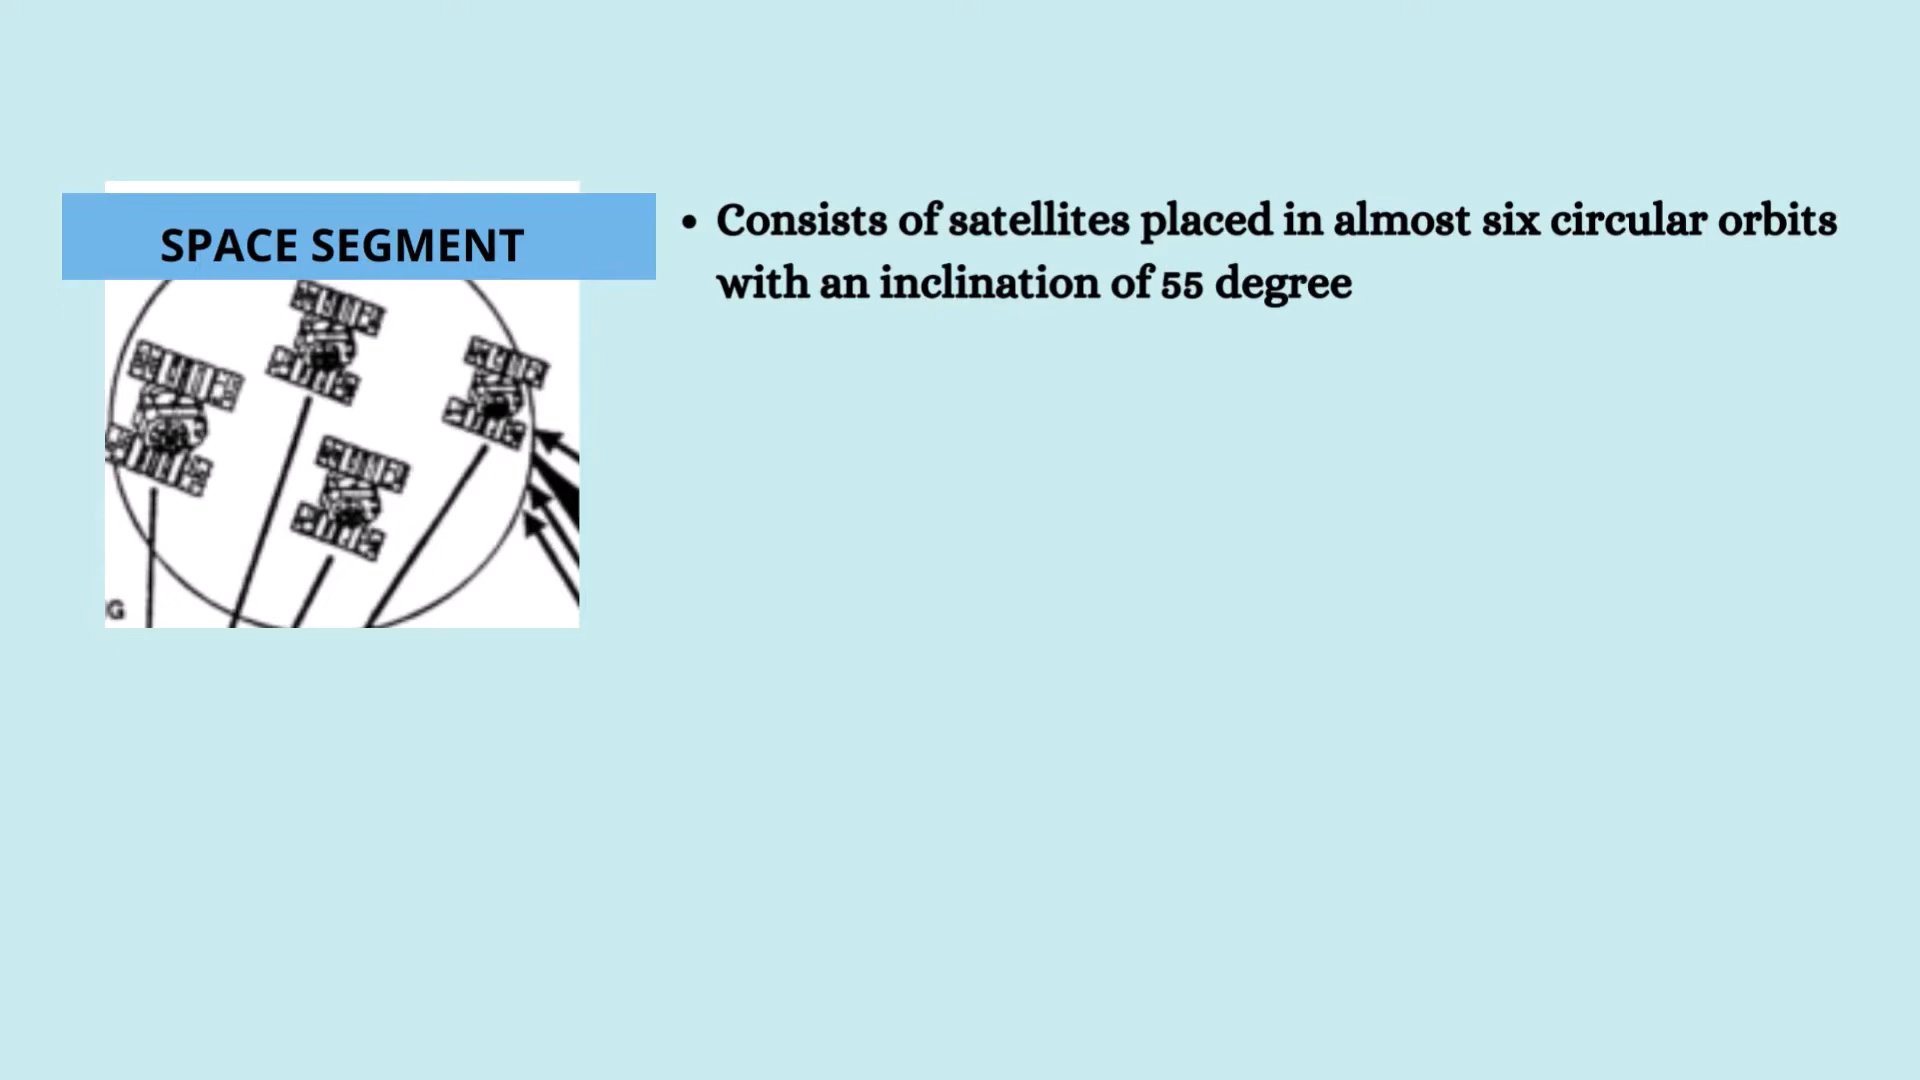 SPACE SEGMENT
• Consists of satellites placed in almost six circular orbits
with an inclination of 55 degree
G